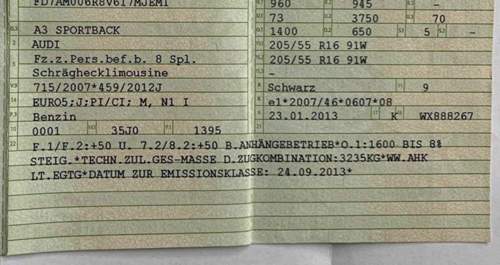 FD7AM006R8V617MJEM1
960 945 -
73 3750 70
A3 SPORTBACK
1400 650 5 -
AUDI
205/55 R16 91W
Fz.z.Pers.bef.b. 8 Spl.
205/55 R16 91W
Schräghecklimousine
-
715/2007*459/2012J
Schwarz 9
EURO5;J;PI/CI; M, N1 I
e1*2007/46*0607*08
Benzin
23.01.2013 K WX888267
0001 35J0 1395
22 F.1/F.2:+50 U. 7.2/8.2:+50 B.ANHÄNGEBETRIEB*O.1:1600 BIS 8%
STEIG.*TECHN.ZUL.GES-MASSE D.ZUGKOMBINATION:3235KG*WW.AHK
LT.EGTG*DATUM ZUR EMISSIONSKLASSE: 24.09.2013*